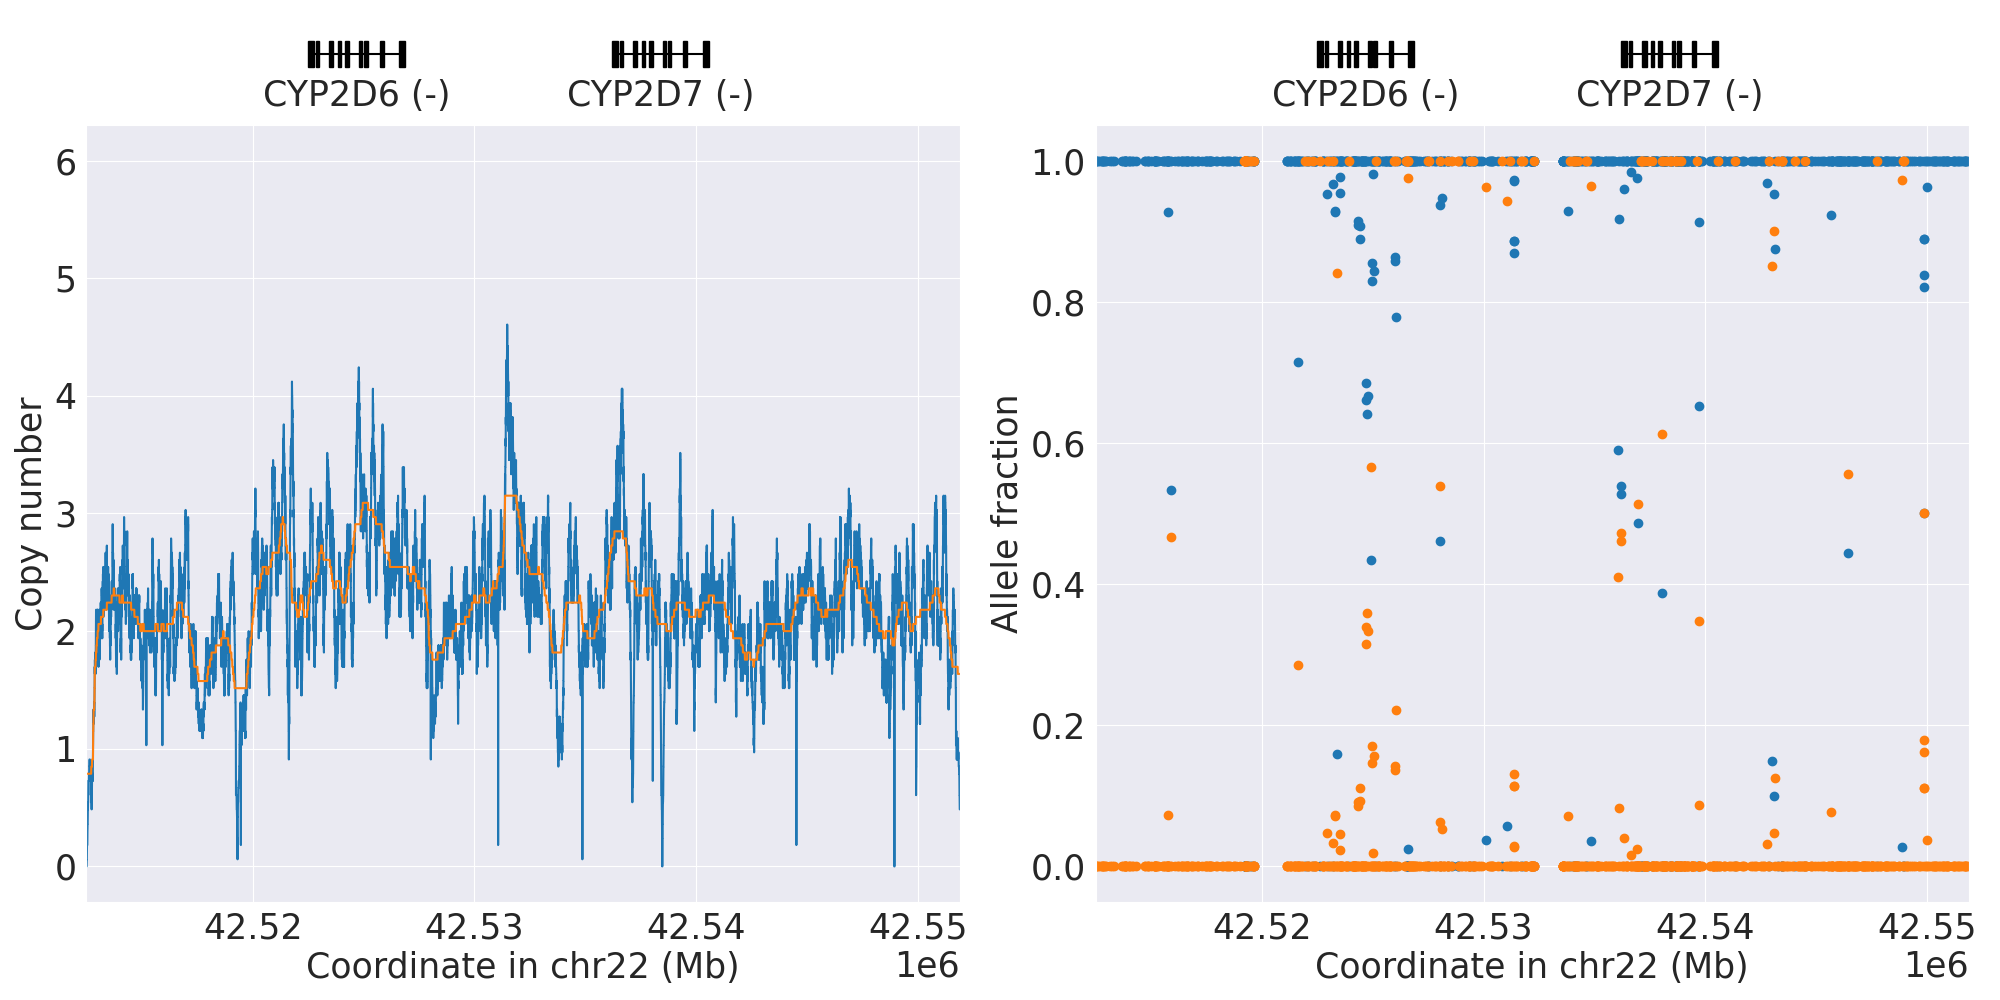 CYP2D6 (-) CYP2D7 (-)
6
5
4
3
2
1
0
Copy number
42.52 42.53 42.54 42.55
Coordinate in chr22 (Mb) 1e6
CYP2D6 (-) CYP2D7 (-)
1.0
0.8
0.6
0.4
0.2
0.0
Allele fraction
42.52 42.53 42.54 42.55
Coordinate in chr22 (Mb) 1e6